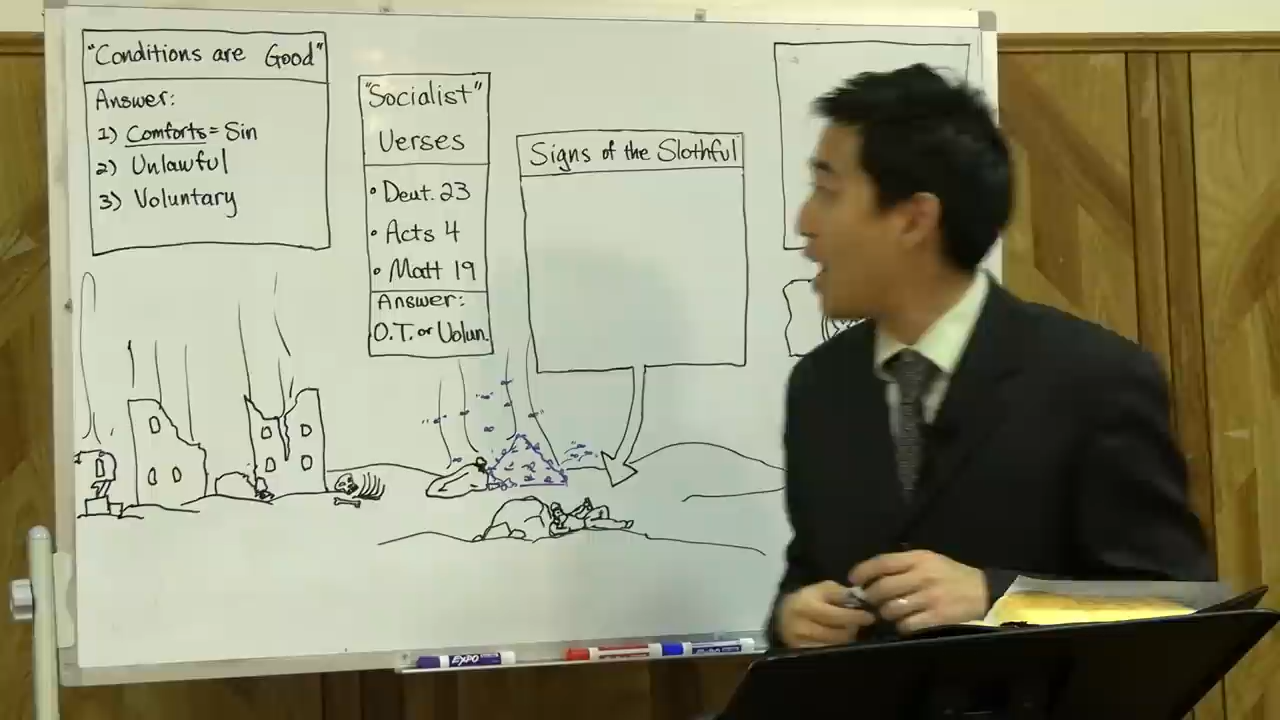 "Conditions are Good"
Answer:
1) Comforts = Sin
2) Unlawful
3) Voluntary
"Socialist"
Verses
• Deut. 23
• Acts 4
• Matt 19
Answer:
O.T. or Volun.
Signs of the Slothful
EXPO